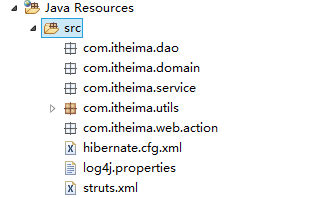 Java Resources
src
com.itheima.dao
com.itheima.domain
com.itheima.service
com.itheima.utils
com.itheima.web.action
hibernate.cfg.xml
log4j.properties
struts.xml